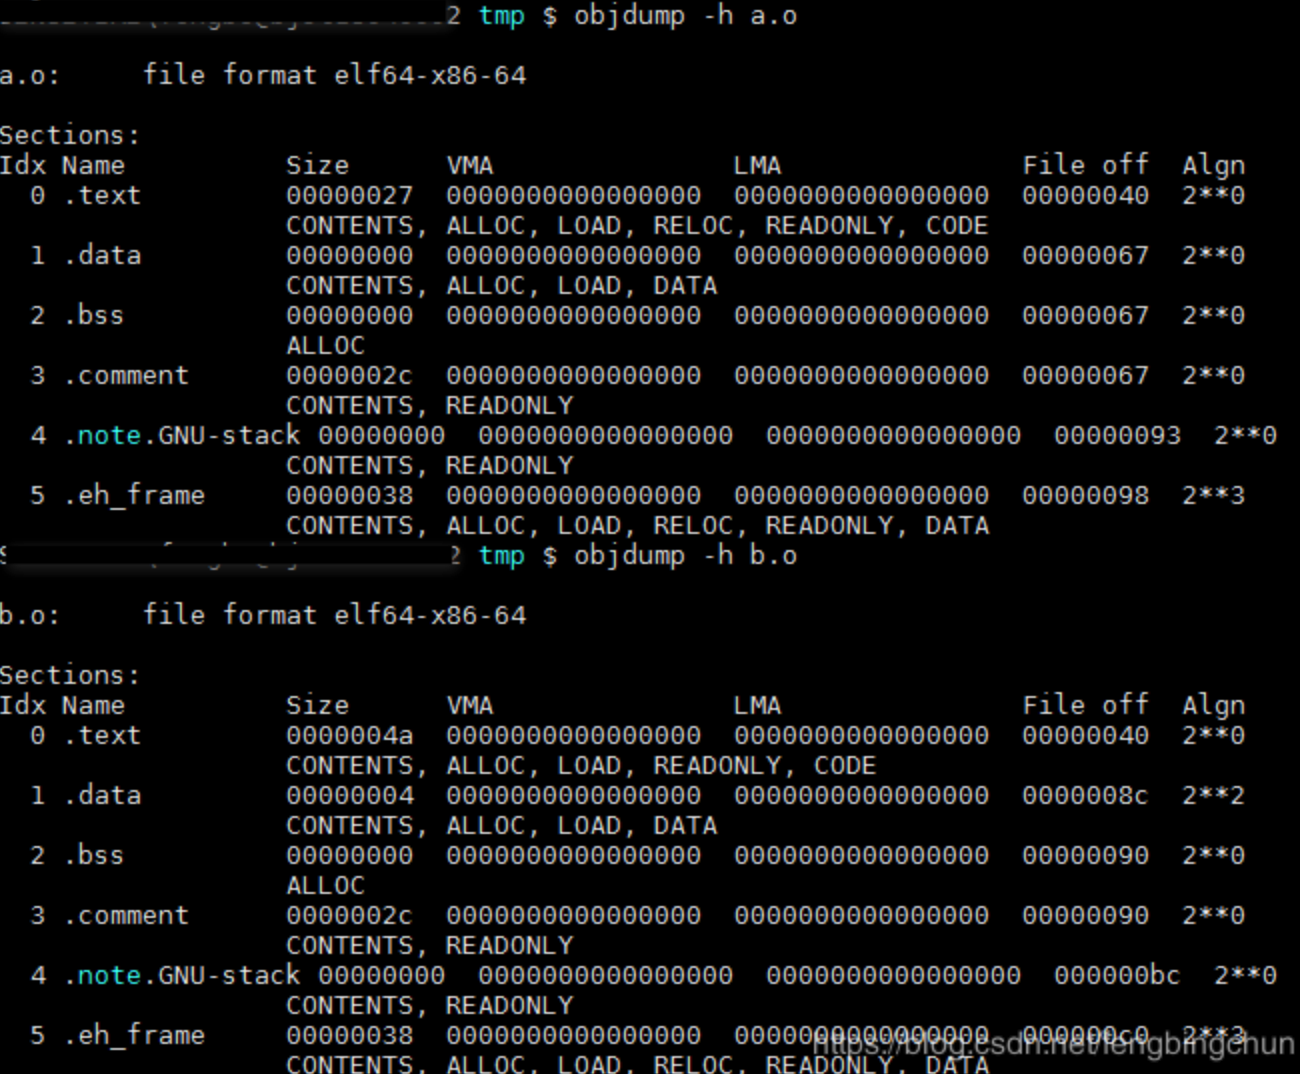 2 tmp $ objdump -h a.o
a.o:     file format elf64-x86-64
Sections:
Idx Name          Size      VMA               LMA               File off  Algn
  0 .text         00000027  0000000000000000  0000000000000000  00000040  2**0
                  CONTENTS, ALLOC, LOAD, RELOC, READONLY, CODE
  1 .data         00000000  0000000000000000  0000000000000000  00000067  2**0
                  CONTENTS, ALLOC, LOAD, DATA
  2 .bss          00000000  0000000000000000  0000000000000000  00000067  2**0
                  ALLOC
  3 .comment      0000002c  0000000000000000  0000000000000000  00000067  2**0
                  CONTENTS, READONLY
  4 .note.GNU-stack 00000000  0000000000000000  0000000000000000  00000093  2**0
                  CONTENTS, READONLY
  5 .eh_frame     00000038  0000000000000000  0000000000000000  00000098  2**3
                  CONTENTS, ALLOC, LOAD, RELOC, READONLY, DATA
2 tmp $ objdump -h b.o
b.o:     file format elf64-x86-64
Sections:
Idx Name          Size      VMA               LMA               File off  Algn
  0 .text         0000004a  0000000000000000  0000000000000000  00000040  2**0
                  CONTENTS, ALLOC, LOAD, READONLY, CODE
  1 .data         00000004  0000000000000000  0000000000000000  0000008c  2**2
                  CONTENTS, ALLOC, LOAD, DATA
  2 .bss          00000000  0000000000000000  0000000000000000  00000090  2**0
                  ALLOC
  3 .comment      0000002c  0000000000000000  0000000000000000  00000090  2**0
                  CONTENTS, READONLY
  4 .note.GNU-stack 00000000  0000000000000000  0000000000000000  000000bc  2**0
                  CONTENTS, READONLY
  5 .eh_frame     00000038  0000000000000000  0000000000000000  000000c0  2**3
                  CONTENTS, ALLOC, LOAD, RELOC, READONLY, DATA
https://blog.csdn.net/fengbingchun